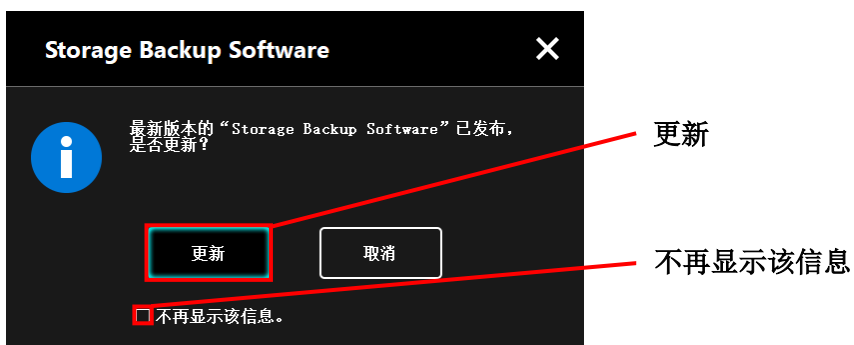 Storage Backup Software
最新版本的“Storage Backup Software”已发布，
是否更新？
更新
更新
取消
不再显示该信息
不再显示该信息。